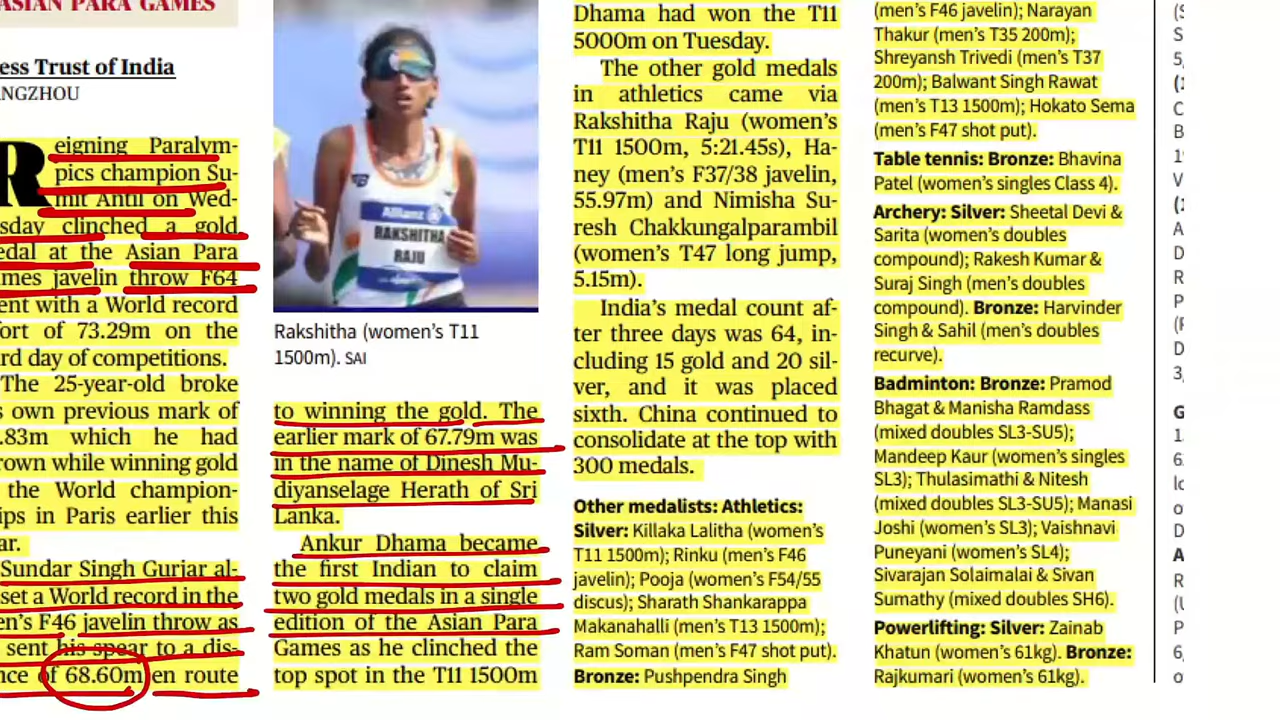 ASIAN PARA GAMES
ess Trust of India
NGZHOU
Reigning Paralym-
pics champion Su-
mit Antil on Wed-
sday clinched a gold
edal at the Asian Para
mes javelin throw F64
ent with a World record
fort of 73.29m on the
rd day of competitions.
The 25-year-old broke
s own previous mark of
.83m which he had
rown while winning gold
the World champion-
ips in Paris earlier this
ar.
Sundar Singh Gurjar al-
set a World record in the
en's F46 javelin throw as
sent his spear to a dis-
nce of 68.60m en route
Allianz
RAKSHITHA
RAJU
Rakshitha (women's T11
1500m). SAI
to winning the gold. The
earlier mark of 67.79m was
in the name of Dinesh Mu-
diyanselage Herath of Sri
Lanka.
Ankur Dhama became
the first Indian to claim
two gold medals in a single
edition of the Asian Para
Games as he clinched the
top spot in the T11 1500m
Dhama had won the T11
5000m on Tuesday.
The other gold medals
in athletics came via
Rakshitha Raju (women's
T11 1500m, 5:21.45s), Ha-
ney (men's F37/38 javelin,
55.97m) and Nimisha Su-
resh Chakkungalparambil
(women's T47 long jump,
5.15m).
India's medal count af-
ter three days was 64, in-
cluding 15 gold and 20 sil-
ver, and it was placed
sixth. China continued to
consolidate at the top with
300 medals.
Other medalists: Athletics:
Silver: Killaka Lalitha (women's
T11 1500m); Rinku (men's F46
javelin); Pooja (women's F54/55
discus); Sharath Shankarappa
Makanahalli (men's T13 1500m);
Ram Soman (men's F47 shot put).
Bronze: Pushpendra Singh
(men's F46 javelin); Narayan
Thakur (men's T35 200m);
Shreyansh Trivedi (men's T37
200m); Balwant Singh Rawat
(men's T13 1500m); Hokato Sema
(men's F47 shot put).
Table tennis: Bronze: Bhavina
Patel (women's singles Class 4).
Archery: Silver: Sheetal Devi &
Sarita (women's doubles
compound); Rakesh Kumar &
Suraj Singh (men's doubles
compound). Bronze: Harvinder
Singh & Sahil (men's doubles
recurve).
Badminton: Bronze: Pramod
Bhagat & Manisha Ramdass
(mixed doubles SL3-SU5);
Mandeep Kaur (women's singles
SL3); Thulasimathi & Nitesh
(mixed doubles SL3-SU5); Manasi
Joshi (women's SL3); Vaishnavi
Puneyani (women's SL4);
Sivarajan Solaimalai & Sivan
Sumathy (mixed doubles SH6).
Powerlifting: Silver: Zainab
Khatun (women's 61kg). Bronze:
Rajkumari (women's 61kg).